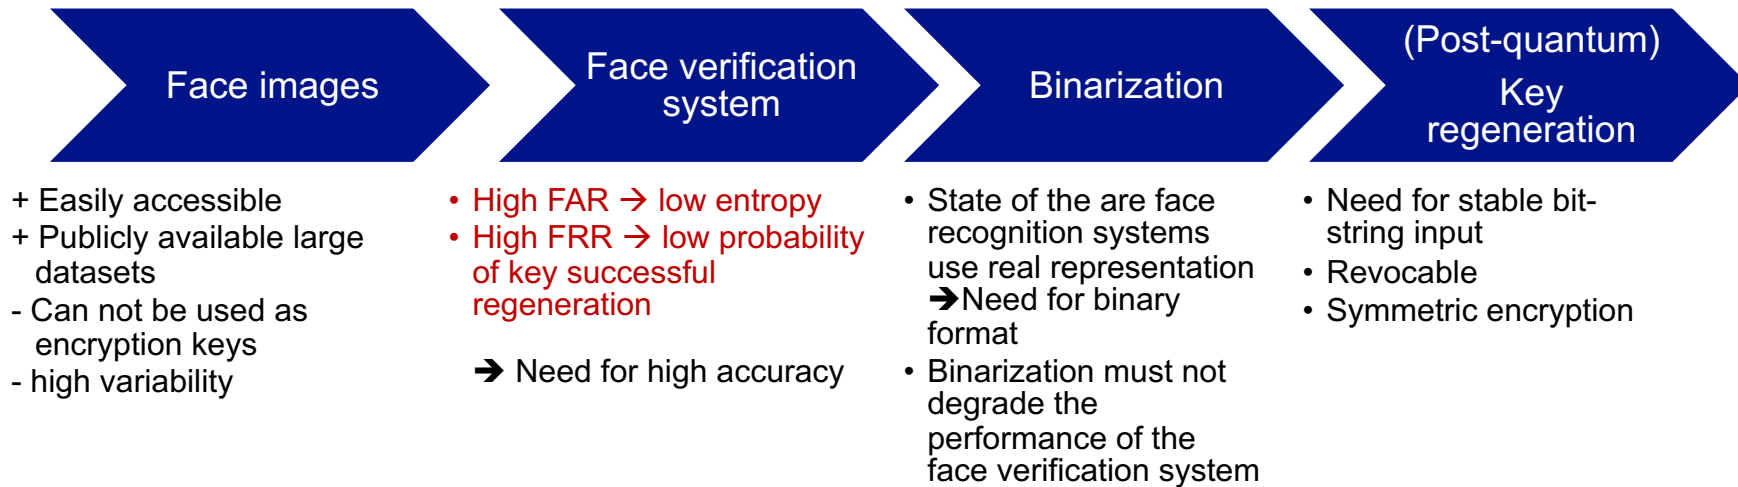 Face images
Face verification
system
Binarization
(Post-quantum)
Key
regeneration
+ Easily accessible
+ Publicly available large
datasets
- Can not be used as
encryption keys
- high variability
• High FAR → low entropy
• High FRR → low probability
of key successful
regeneration
➔ Need for high accuracy
• State of the are face
recognition systems
use real representation
➔Need for binary
format
• Binarization must not
degrade the
performance of the
face verification system
• Need for stable bit-
string input
• Revocable
• Symmetric encryption